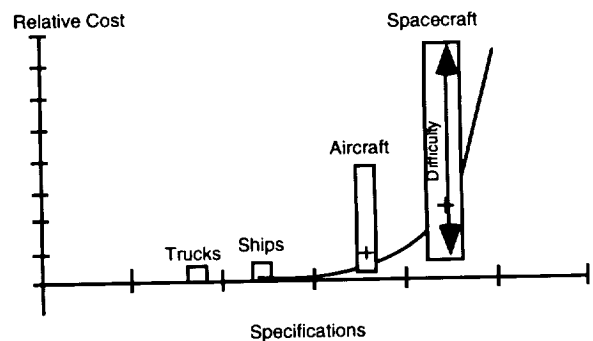 Relative Cost
Spacecraft
Aircraft
Difficulty
Trucks
Ships
Specifications